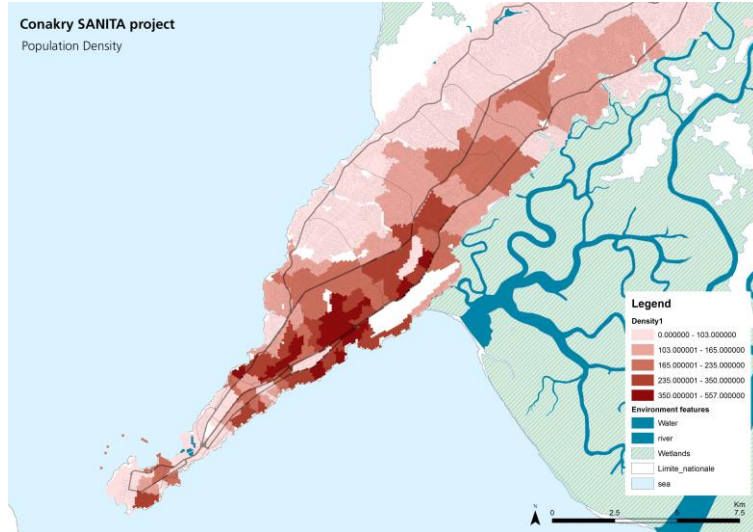 Conakry SANITA project
Population Density
Legend
Density1
0.000000 - 103.000000
103.000001 - 165.000000
165.000001 - 235.000000
235.000001 - 350.000000
350.000001 - 557.000000
Environment features
Water
river
Wetlands
Limite_nationale
sea
Km
N
0 2.5 5 7.5